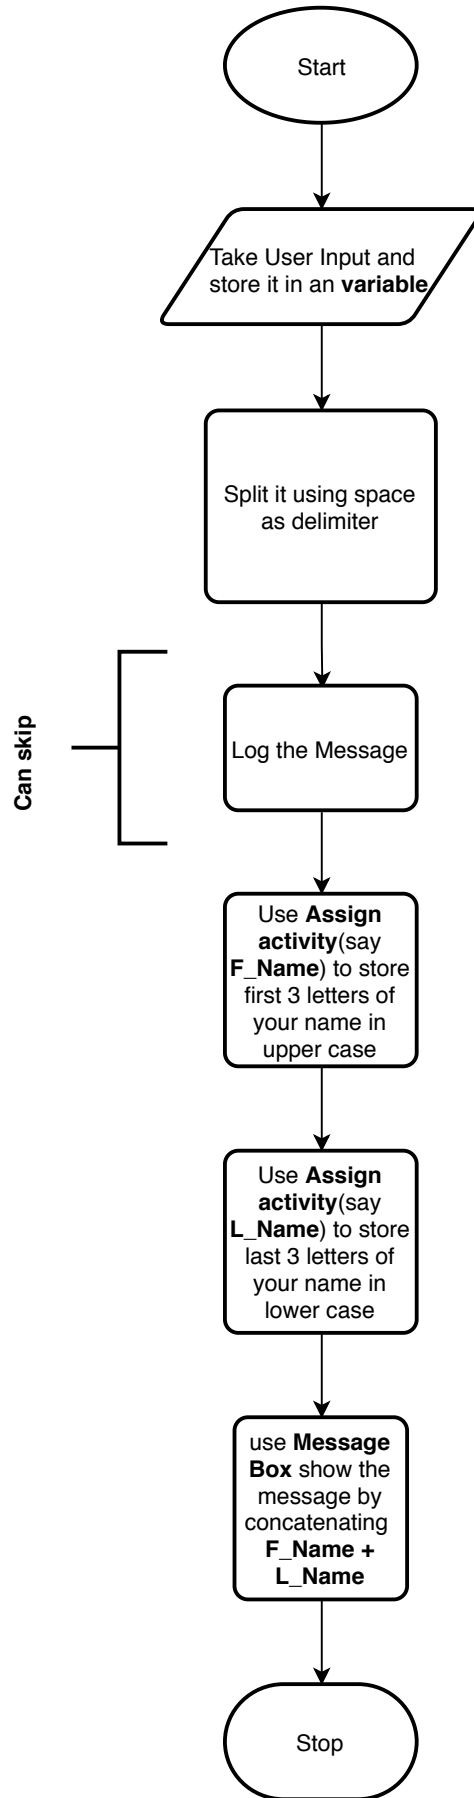 Start
Take User Input and
store it in an variable
Split it using space
as delimiter
Can skip
Log the Message
Use Assign
activity(say
F_Name) to store
first 3 letters of
your name in
upper case
Use Assign
activity(say
L_Name) to store
last 3 letters of
your name in
lower case
use Message
Box show the
message by
concatenating
F_Name +
L_Name
Stop